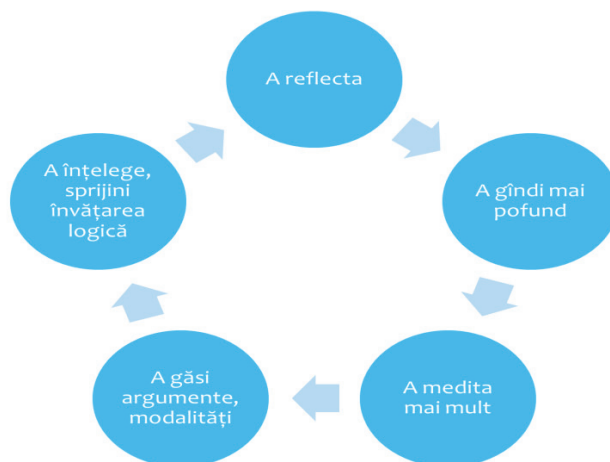 A reflecta
A gîndi mai
pofund
A medita
mai mult
A găsi
argumente,
modalități
A înțelege,
sprijini
învățarea
logică